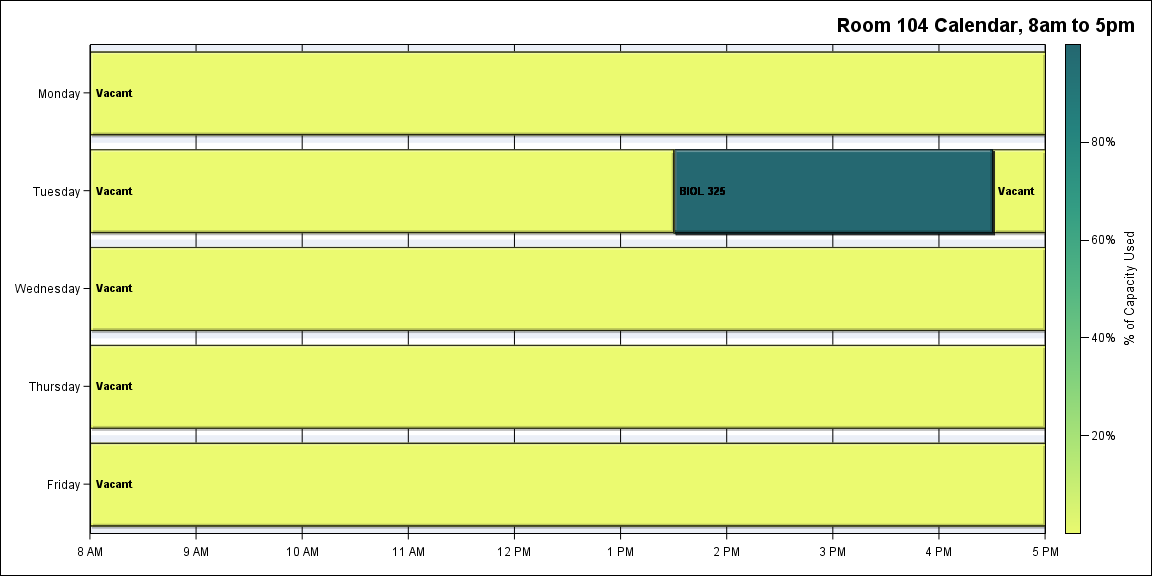 Room 104 Calendar, 8am to 5pm
Monday
Vacant
80%
Tuesday
Vacant
BIOL 325
Vacant
60%
% of Capacity Used
Wednesday
Vacant
40%
Thursday
Vacant
20%
Friday
Vacant
8 AM 9 AM 10 AM 11 AM 12 PM 1 PM 2 PM 3 PM 4 PM 5 PM